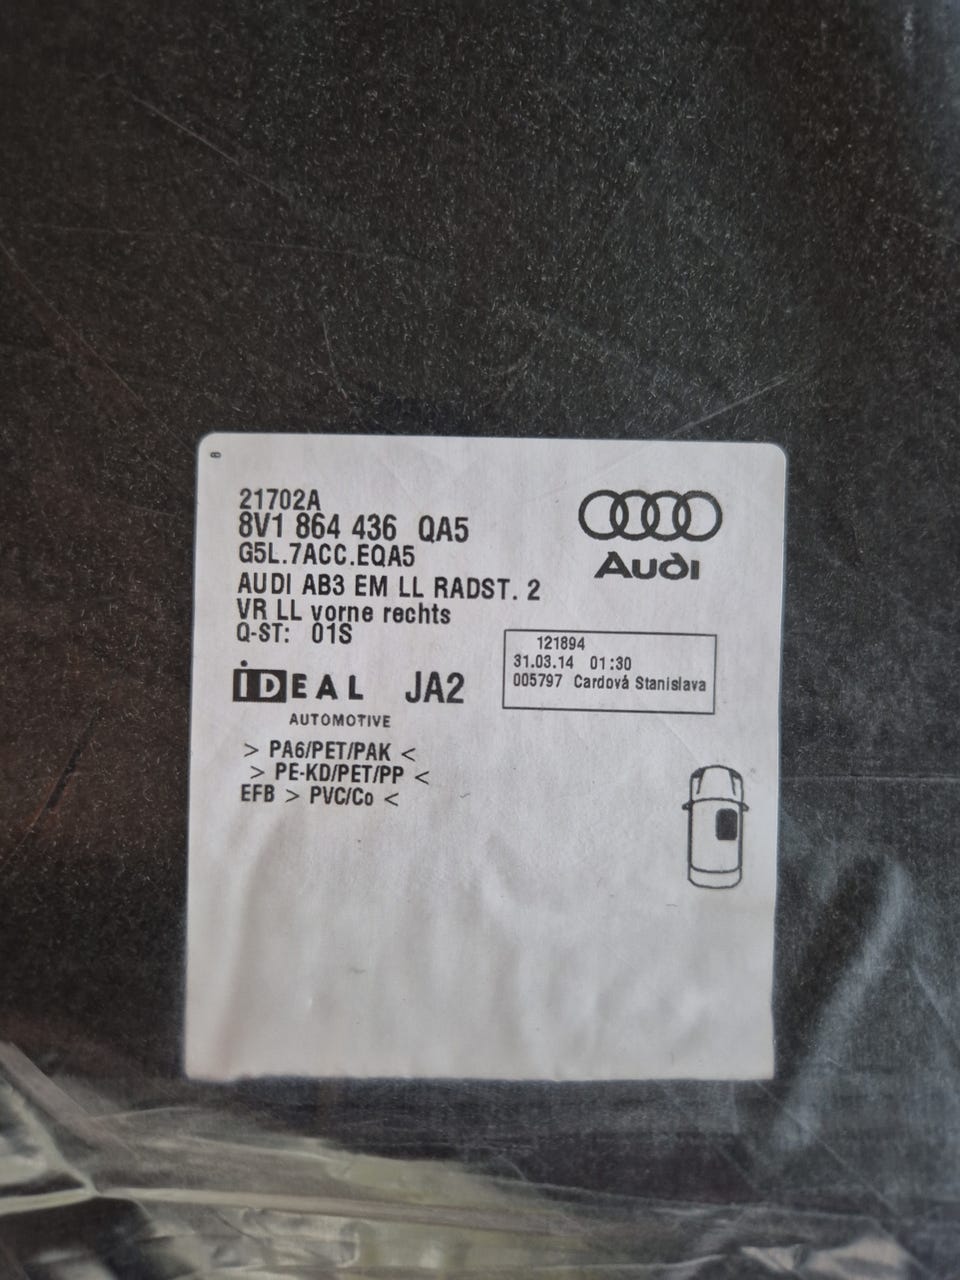 21702A
8V1 864 436 QA5
G5L.7ACC.EQA5
AUDI AB3 EM LL RADST. 2
VR LL vorne rechts
Q-ST: 01S
Audi
121894
31.03.14 01:30
005797 Cardová Stanislava
iDEAL JA2
AUTOMOTIVE
> PA6/PET/PAK <
> PE-KD/PET/PP <
EFB > PVC/Co <